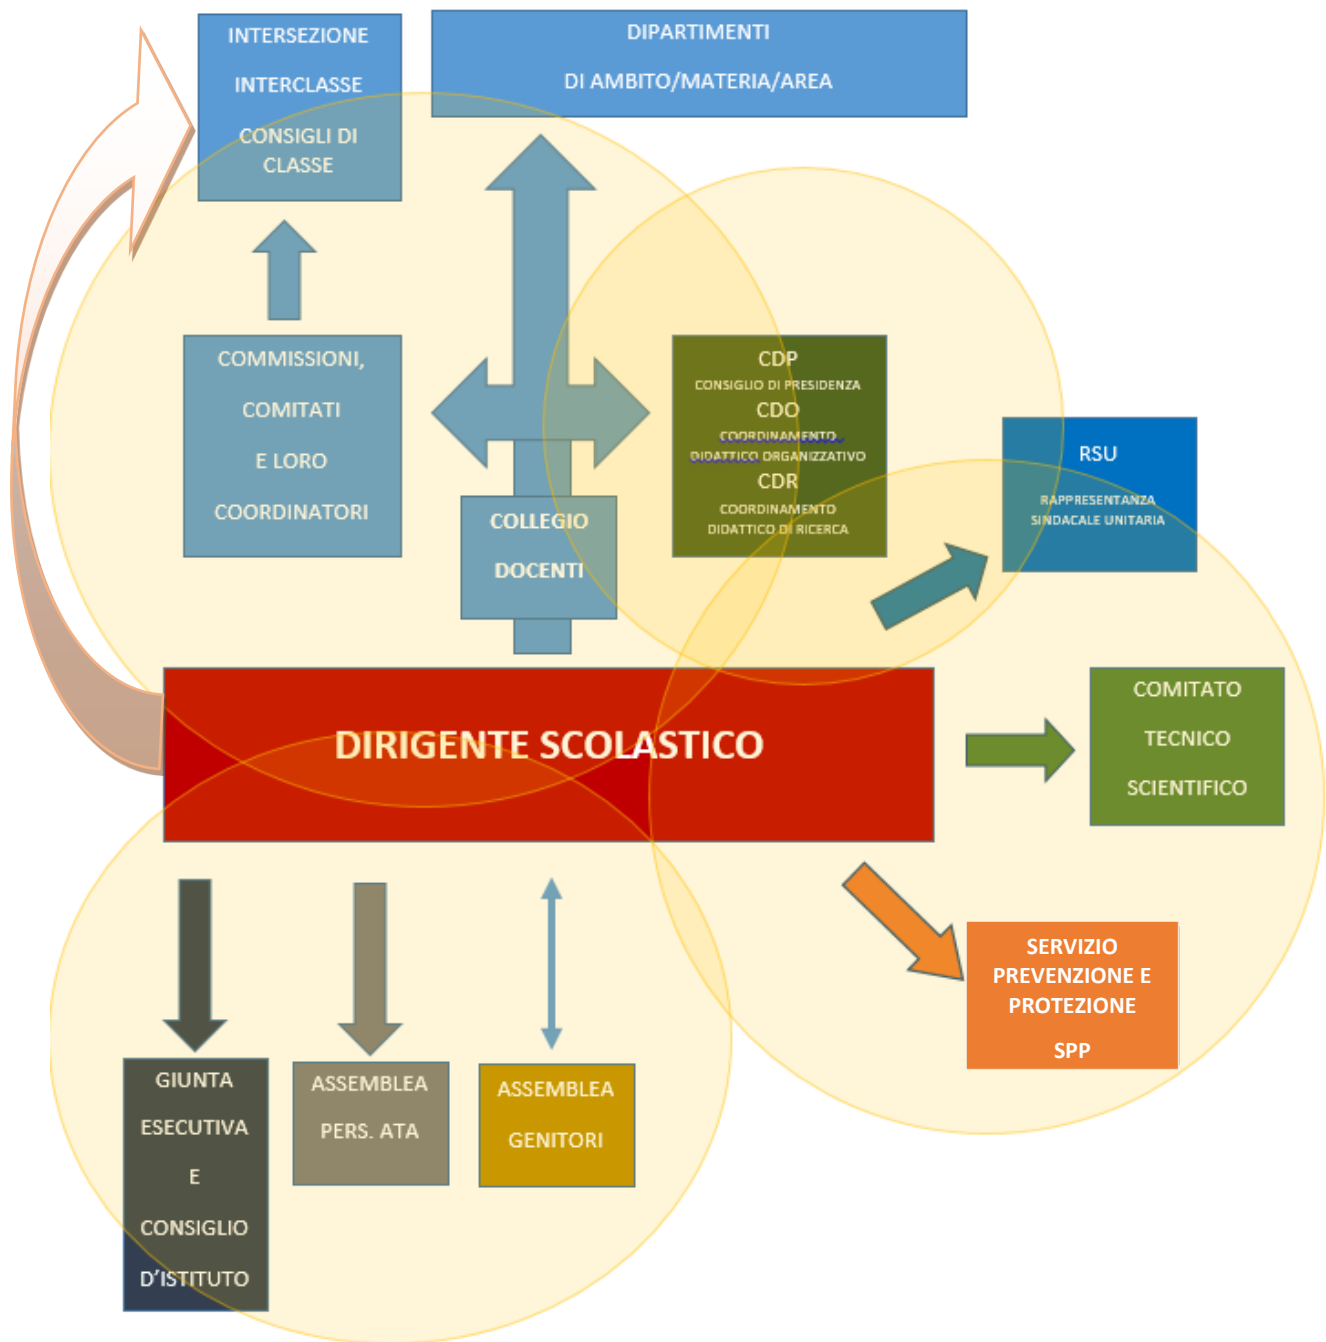 INTERSEZIONE
INTERCLASSE
CONSIGLI DI
CLASSE
DIPARTIMENTI
DI AMBITO/MATERIA/AREA
COMMISSIONI,
COMITATI
E LORO
COORDINATORI
COLLEGIO
DOCENTI
CDP
CONSIGLIO DI PRESIDENZA
CDO
COORDINAMENTO
DIDATTICO ORGANIZZATIVO
CDR
COORDINAMENTO
DIDATTICO DI RICERCA
RSU
RAPPRESENTANZA
SINDACALE UNITARIA
DIRIGENTE SCOLASTICO
COMITATO
TECNICO
SCIENTIFICO
SERVIZIO
PREVENZIONE E
PROTEZIONE
SPP
GIUNTA
ESECUTIVA
E
CONSIGLIO
D'ISTITUTO
ASSEMBLEA
PERS. ATA
ASSEMBLEA
GENITORI